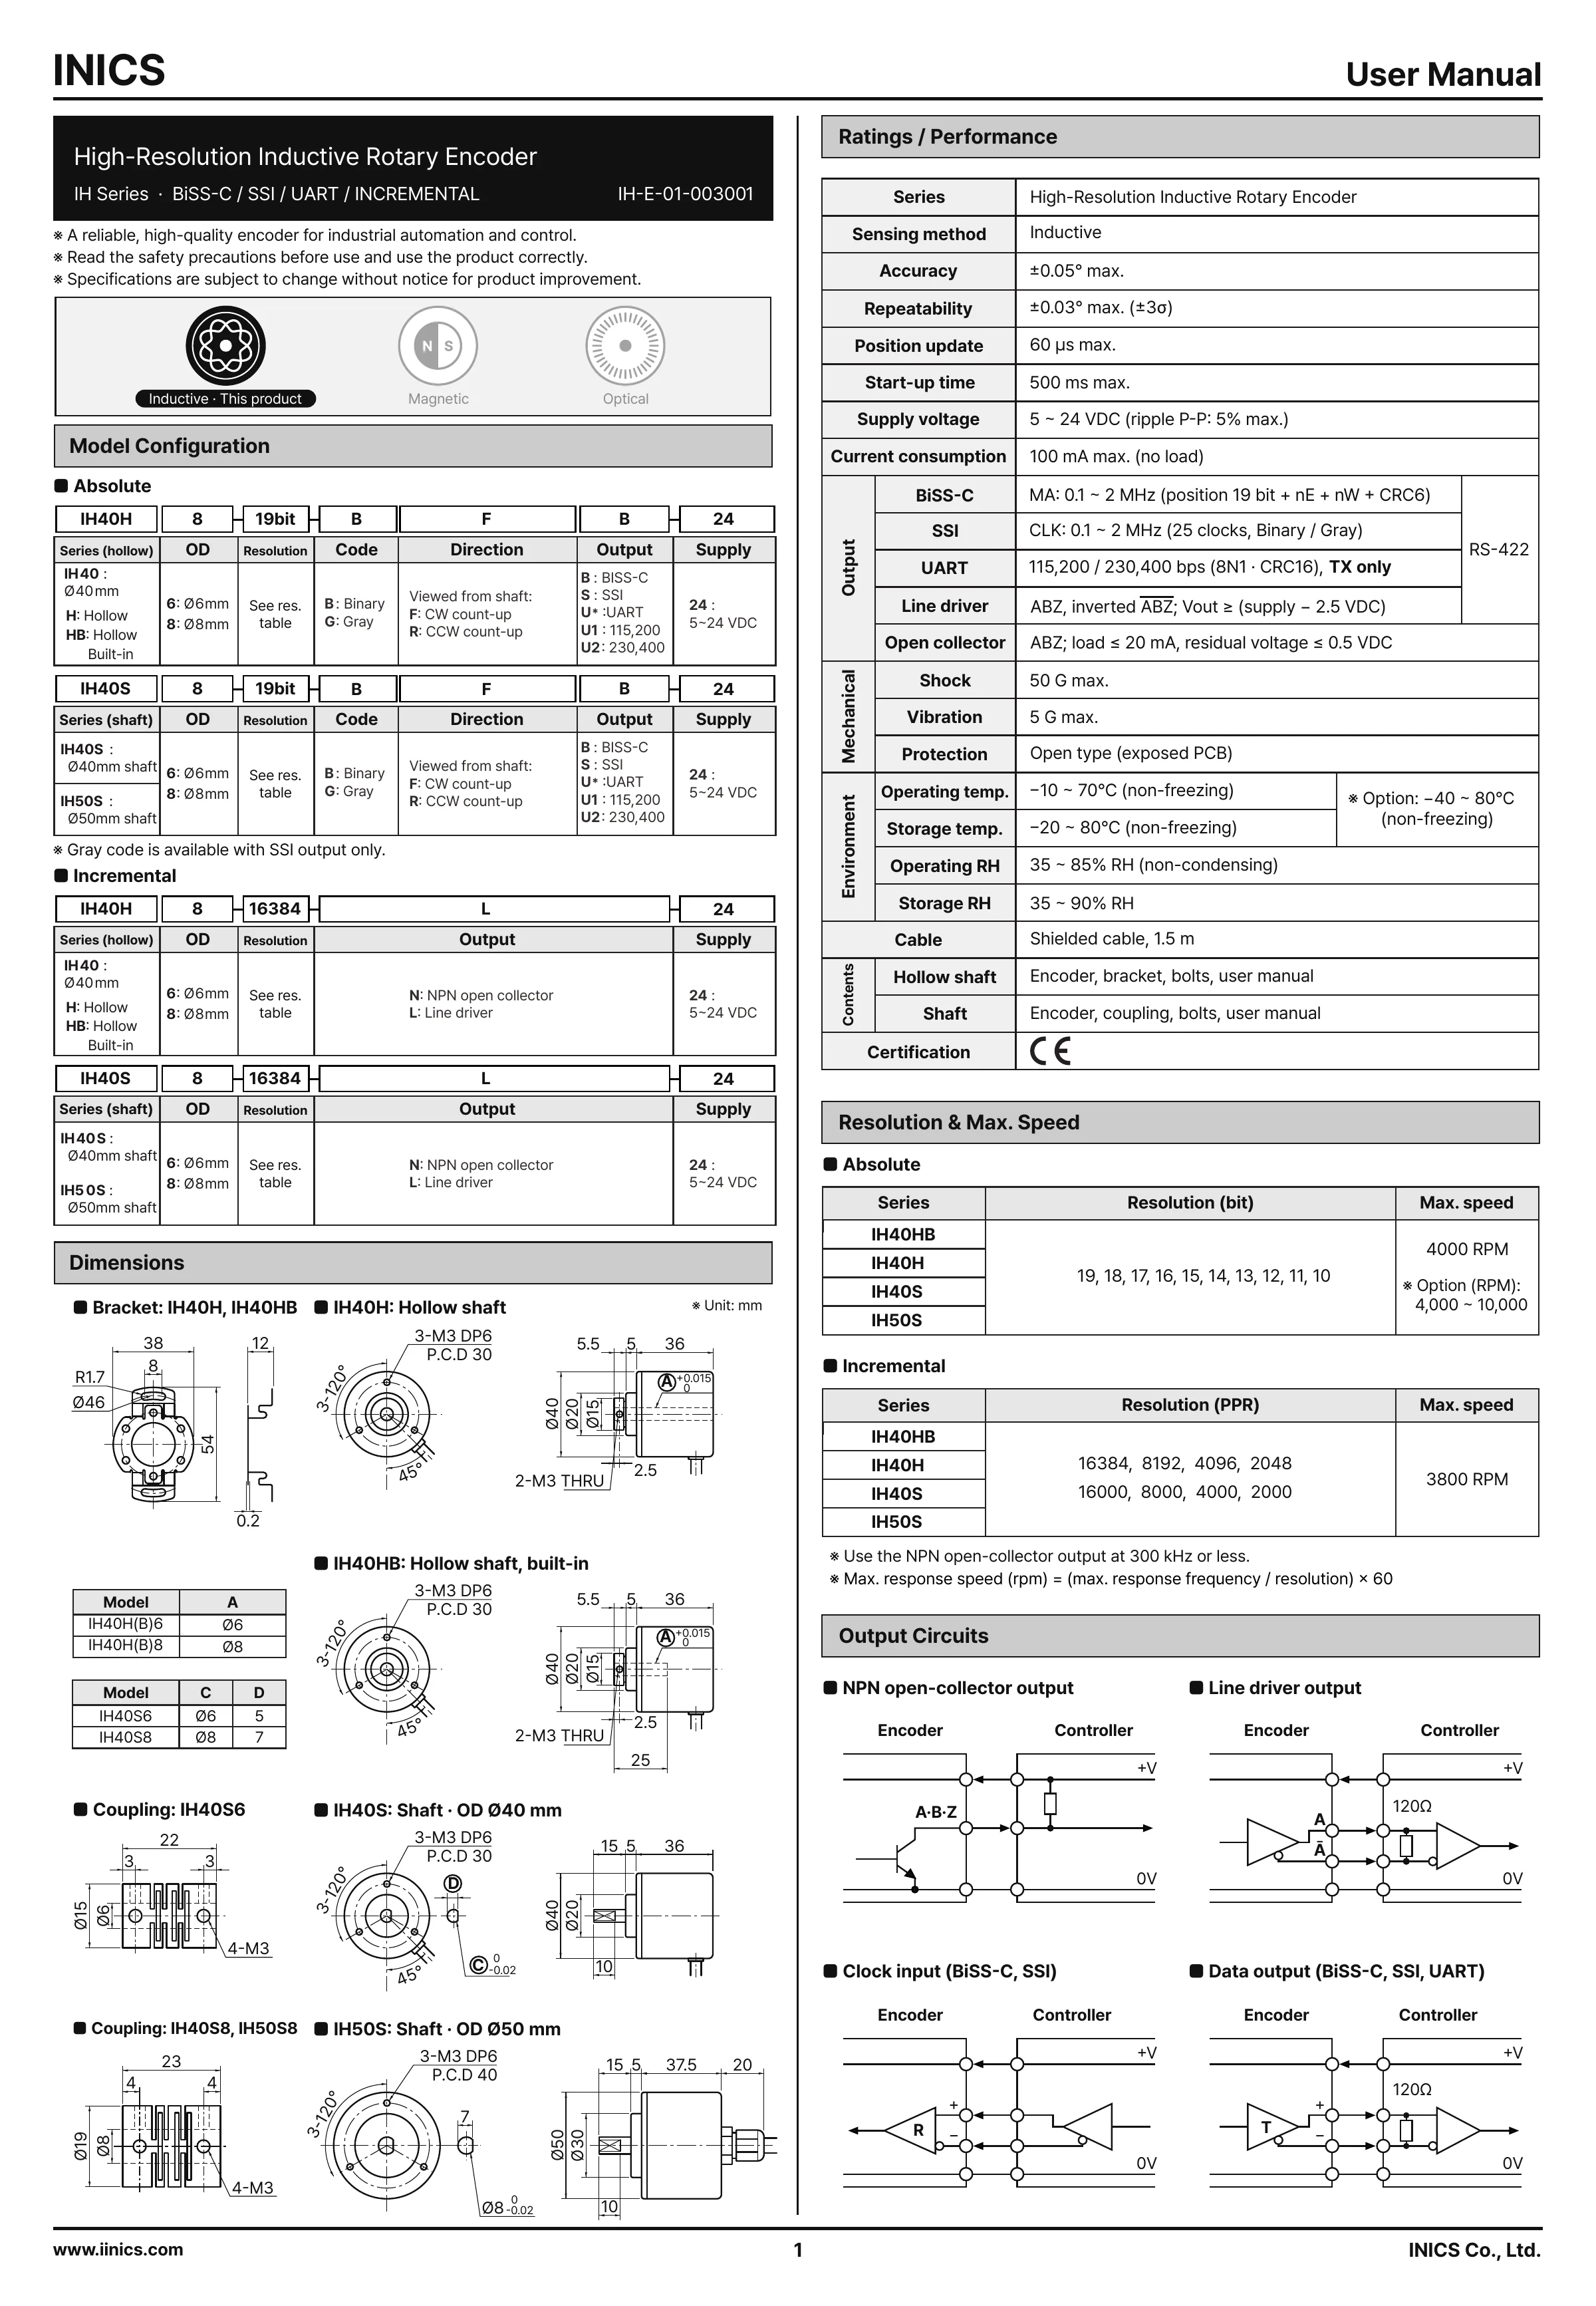 INICS
User Manual
High-Resolution Inductive Rotary Encoder
IH Series · BiSS-C / SSI / UART / INCREMENTAL IH-E-01-003001
※ A reliable, high-quality encoder for industrial automation and control.
※ Read the safety precautions before use and use the product correctly.
※ Specifications are subject to change without notice for product improvement.
N S
Inductive · This product Magnetic Optical
Model Configuration
■ Absolute
IH40H 8 19bit B F B 24
Series (hollow) OD Resolution Code Direction Output Supply
IH40 :
Ø40mm
H: Hollow
HB: Hollow
Built-in
6: Ø6mm
8: Ø8mm
See res.
table
B : Binary
G: Gray
Viewed from shaft:
F: CW count-up
R: CCW count-up
B : BISS-C
S : SSI
U* :UART
U1 : 115,200
U2: 230,400
24 :
5~24 VDC
IH40S 8 19bit B F B 24
Series (shaft) OD Resolution Code Direction Output Supply
IH40S :
Ø40mm shaft
IH50S :
Ø50mm shaft
6: Ø6mm
8: Ø8mm
See res.
table
B : Binary
G: Gray
Viewed from shaft:
F: CW count-up
R: CCW count-up
B : BISS-C
S : SSI
U* :UART
U1 : 115,200
U2: 230,400
24 :
5~24 VDC
※ Gray code is available with SSI output only.
■ Incremental
IH40H 8 16384 L 24
Series (hollow) OD Resolution Output Supply
IH40 :
Ø40mm
H: Hollow
HB: Hollow
Built-in
6: Ø6mm
8: Ø8mm
See res.
table
N: NPN open collector
L: Line driver
24 :
5~24 VDC
IH40S 8 16384 L 24
Series (shaft) OD Resolution Output Supply
IH40S :
Ø40mm shaft
IH50S :
Ø50mm shaft
6: Ø6mm
8: Ø8mm
See res.
table
N: NPN open collector
L: Line driver
24 :
5~24 VDC
Dimensions
■ Bracket: IH40H, IH40HB
38
12
8
R1.7
Ø46
54
0.2
■ IH40H: Hollow shaft
※ Unit: mm
3-M3 DP6
P.C.D 30
3-120°
45°
5.5 5 36
A +0.015 0
Ø40 Ø20 Ø15
2.5
2-M3 THRU
■ IH40HB: Hollow shaft, built-in
3-M3 DP6
P.C.D 30
3-120°
45°
5.5 5 36
A +0.015 0
Ø40 Ø20 Ø15
2.5
2-M3 THRU
25
Model A
IH40H(B)6 Ø6
IH40H(B)8 Ø8
Model C D
IH40S6 Ø6 5
IH40S8 Ø8 7
■ Coupling: IH40S6
22
3 3
Ø15 Ø6
4-M3
■ IH40S: Shaft · OD Ø40 mm
3-M3 DP6
P.C.D 30
3-120°
45°
D
C 0 -0.02
15 5 36
Ø40 Ø20
10
■ Coupling: IH40S8, IH50S8
23
4 4
Ø19 Ø8
4-M3
■ IH50S: Shaft · OD Ø50 mm
3-M3 DP6
P.C.D 40
3-120°
7
Ø8 0 -0.02
15 5 37.5 20
Ø50 Ø30
10
Ratings / Performance
Series High-Resolution Inductive Rotary Encoder
Sensing method Inductive
Accuracy ±0.05° max.
Repeatability ±0.03° max. (±3σ)
Position update 60 µs max.
Start-up time 500 ms max.
Supply voltage 5 ~ 24 VDC (ripple P-P: 5% max.)
Current consumption 100 mA max. (no load)
Output
BiSS-C MA: 0.1 ~ 2 MHz (position 19 bit + nE + nW + CRC6)
SSI CLK: 0.1 ~ 2 MHz (25 clocks, Binary / Gray)
RS-422
UART 115,200 / 230,400 bps (8N1 · CRC16), TX only
Line driver ABZ, inverted A̅B̅Z̅; Vout ≥ (supply − 2.5 VDC)
Open collector ABZ; load ≤ 20 mA, residual voltage ≤ 0.5 VDC
Mechanical
Shock 50 G max.
Vibration 5 G max.
Protection Open type (exposed PCB)
Environment
Operating temp. −10 ~ 70°C (non-freezing)
Storage temp. −20 ~ 80°C (non-freezing)
※ Option: −40 ~ 80°C
(non-freezing)
Operating RH 35 ~ 85% RH (non-condensing)
Storage RH 35 ~ 90% RH
Cable Shielded cable, 1.5 m
Contents
Hollow shaft Encoder, bracket, bolts, user manual
Shaft Encoder, coupling, bolts, user manual
Certification CE
Resolution & Max. Speed
■ Absolute
Series Resolution (bit) Max. speed
IH40HB
IH40H
IH40S
IH50S
19, 18, 17, 16, 15, 14, 13, 12, 11, 10
4000 RPM
※ Option (RPM):
4,000 ~ 10,000
■ Incremental
Series Resolution (PPR) Max. speed
IH40HB
IH40H
IH40S
IH50S
16384, 8192, 4096, 2048
16000, 8000, 4000, 2000
3800 RPM
※ Use the NPN open-collector output at 300 kHz or less.
※ Max. response speed (rpm) = (max. response frequency / resolution) × 60
Output Circuits
■ NPN open-collector output
Encoder Controller
+V
A·B·Z
0V
■ Line driver output
Encoder Controller
+V
120Ω
A
A̅
0V
■ Clock input (BiSS-C, SSI)
Encoder Controller
+V
+
R
−
0V
■ Data output (BiSS-C, SSI, UART)
Encoder Controller
+V
120Ω
+
T
−
0V
www.iinics.com 1 INICS Co., Ltd.